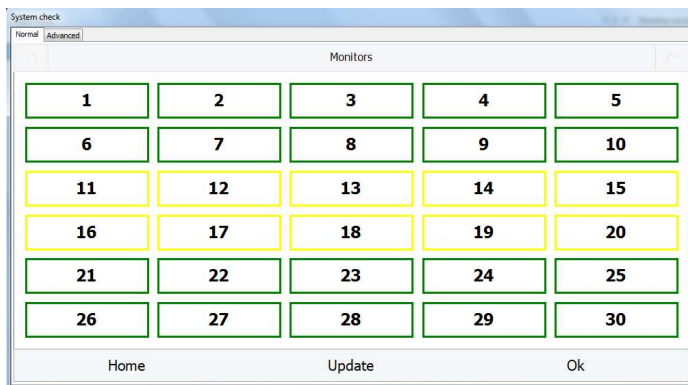 System check
Normal Advanced
Monitors
1 2 3 4 5
6 7 8 9 10
11 12 13 14 15
16 17 18 19 20
21 22 23 24 25
26 27 28 29 30
Home Update Ok